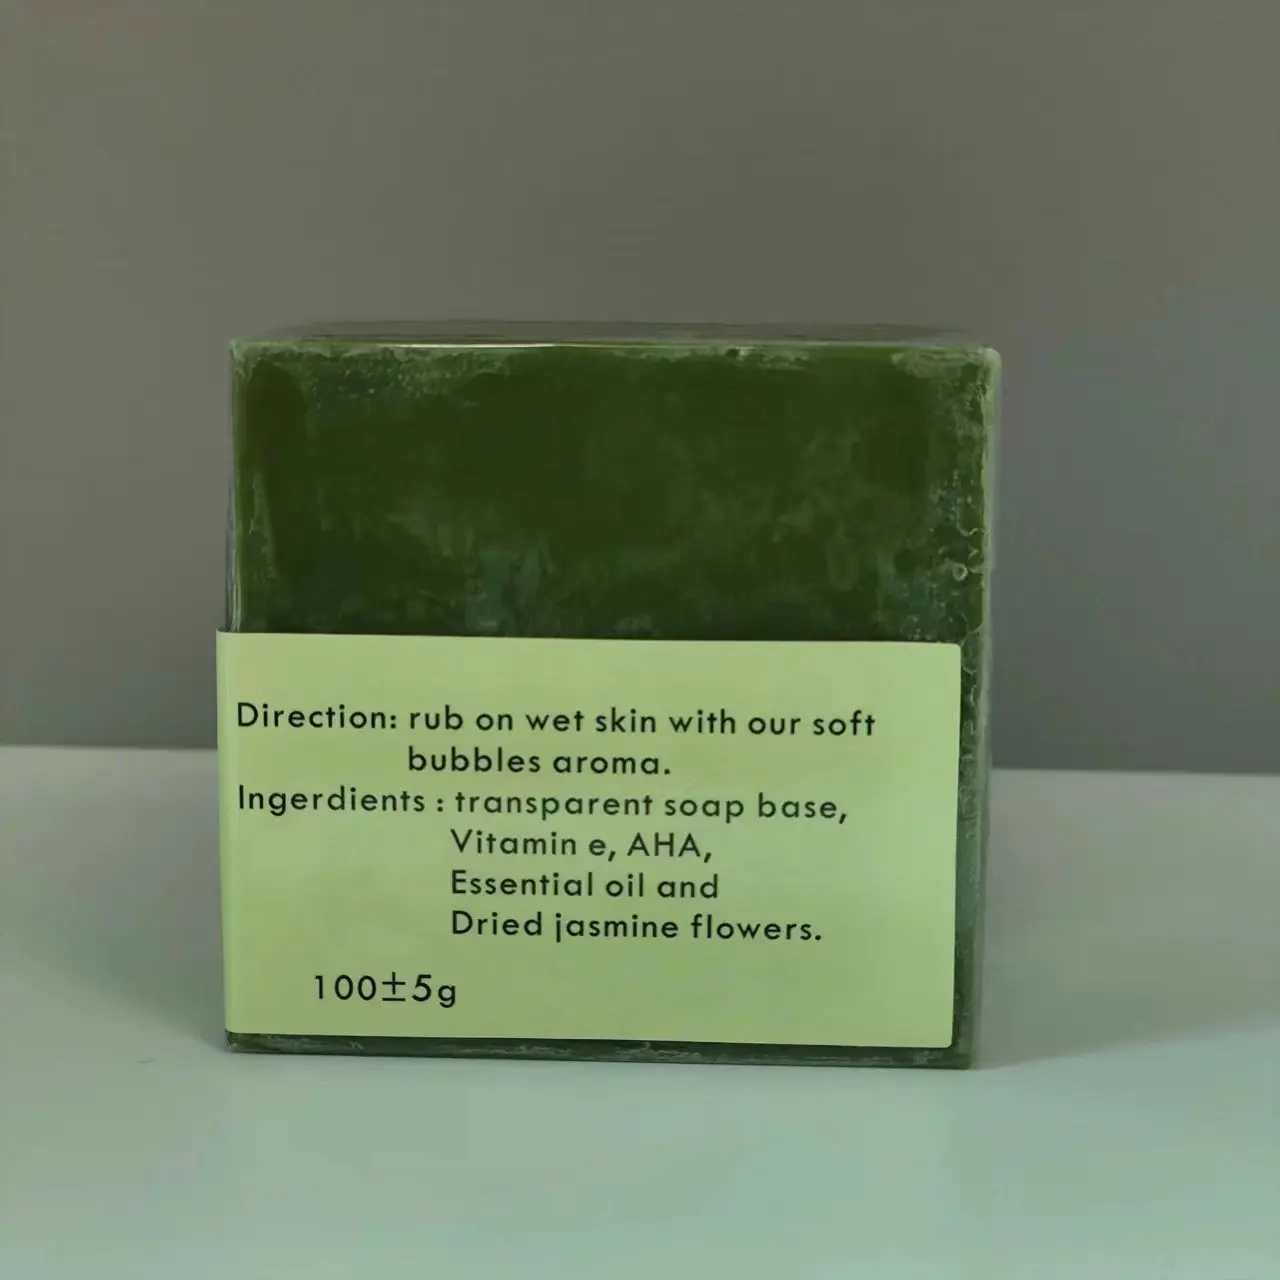 Direction: rub on wet skin with our soft
bubbles aroma.
Ingerdients : transparent soap base,
Vitamin e, AHA,
Essential oil and
Dried jasmine flowers.
100±5g